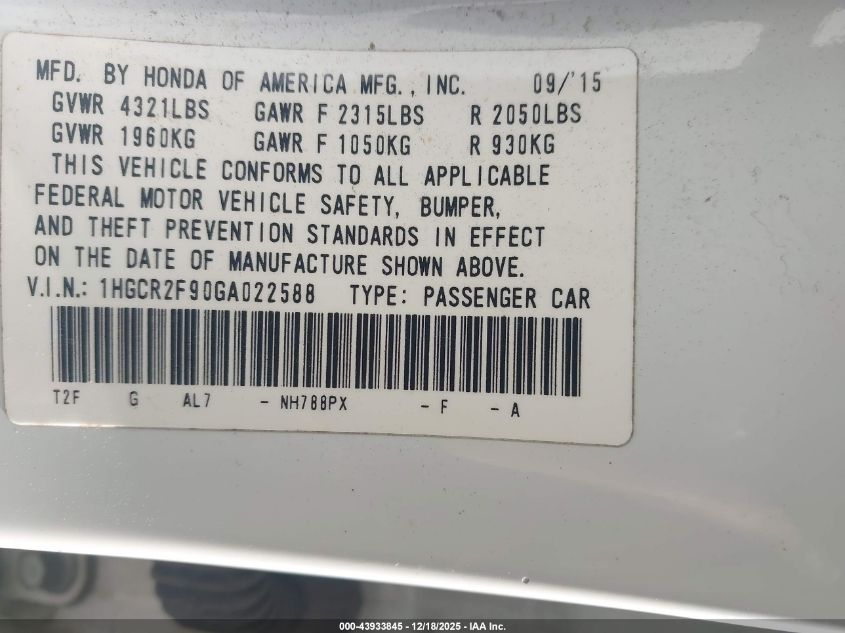 MFD. BY HONDA OF AMERICA MFG., INC. 09/'15
GVWR 4321LBS GAWR F 2315LBS R 2050LBS
GVWR 1960KG GAWR F 1050KG R 930KG
THIS VEHICLE CONFORMS TO ALL APPLICABLE
FEDERAL MOTOR VEHICLE SAFETY, BUMPER,
AND THEFT PREVENTION STANDARDS IN EFFECT
ON THE DATE OF MANUFACTURE SHOWN ABOVE.
V.I.N.: 1HGCR2F90GA022588 TYPE: PASSENGER CAR
T2F G AL7 - NH788PX - F - A
000-43933845 - 12/18/2025 - IAA Inc.